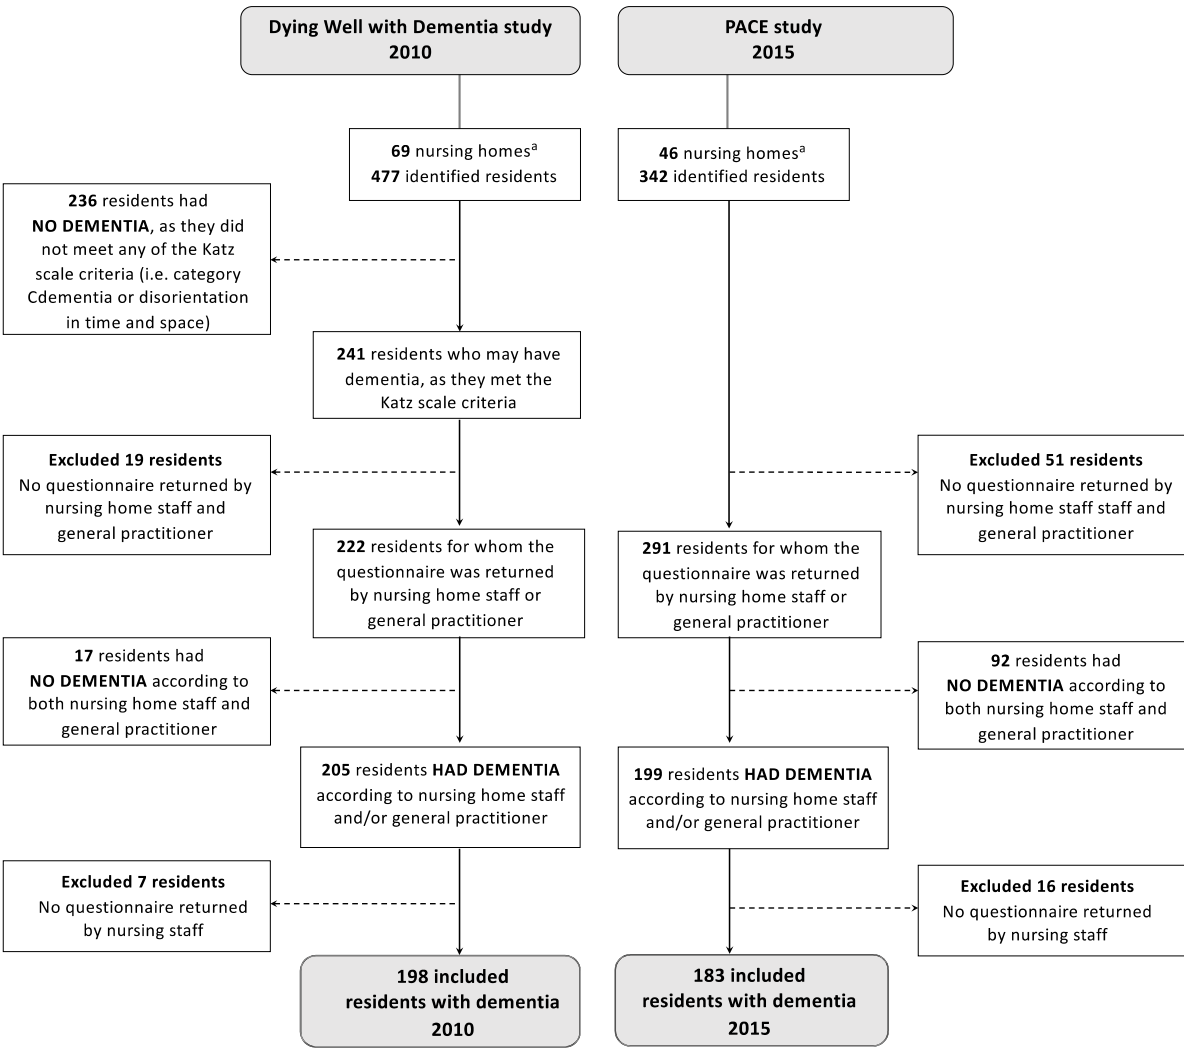 Dying Well with Dementia study
2010
PACE study
2015
69 nursing homesª
477 identified residents
46 nursing homesª
342 identified residents
236 residents had
NO DEMENTIA, as they did
not meet any of the Katz
scale criteria (i.e. category
Cdementia or disorientation
in time and space)
241 residents who may have
dementia, as they met the
Katz scale criteria
Excluded 19 residents
No questionnaire returned by
nursing home staff and
general practitioner
Excluded 51 residents
No questionnaire returned by
nursing home staff staff and
general practitioner
222 residents for whom the
questionnaire was returned
by nursing home staff or
general practitioner
291 residents for whom the
questionnaire was returned
by nursing home staff or
general practitioner
17 residents had
NO DEMENTIA according to
both nursing home staff and
general practitioner
92 residents had
NO DEMENTIA according to
both nursing home staff and
general practitioner
205 residents HAD DEMENTIA
according to nursing home staff
and/or general practitioner
199 residents HAD DEMENTIA
according to nursing home staff
and/or general practitioner
Excluded 7 residents
No questionnaire returned
by nursing staff
Excluded 16 residents
No questionnaire returned
by nursing staff
198 included
residents with dementia
2010
183 included
residents with dementia
2015